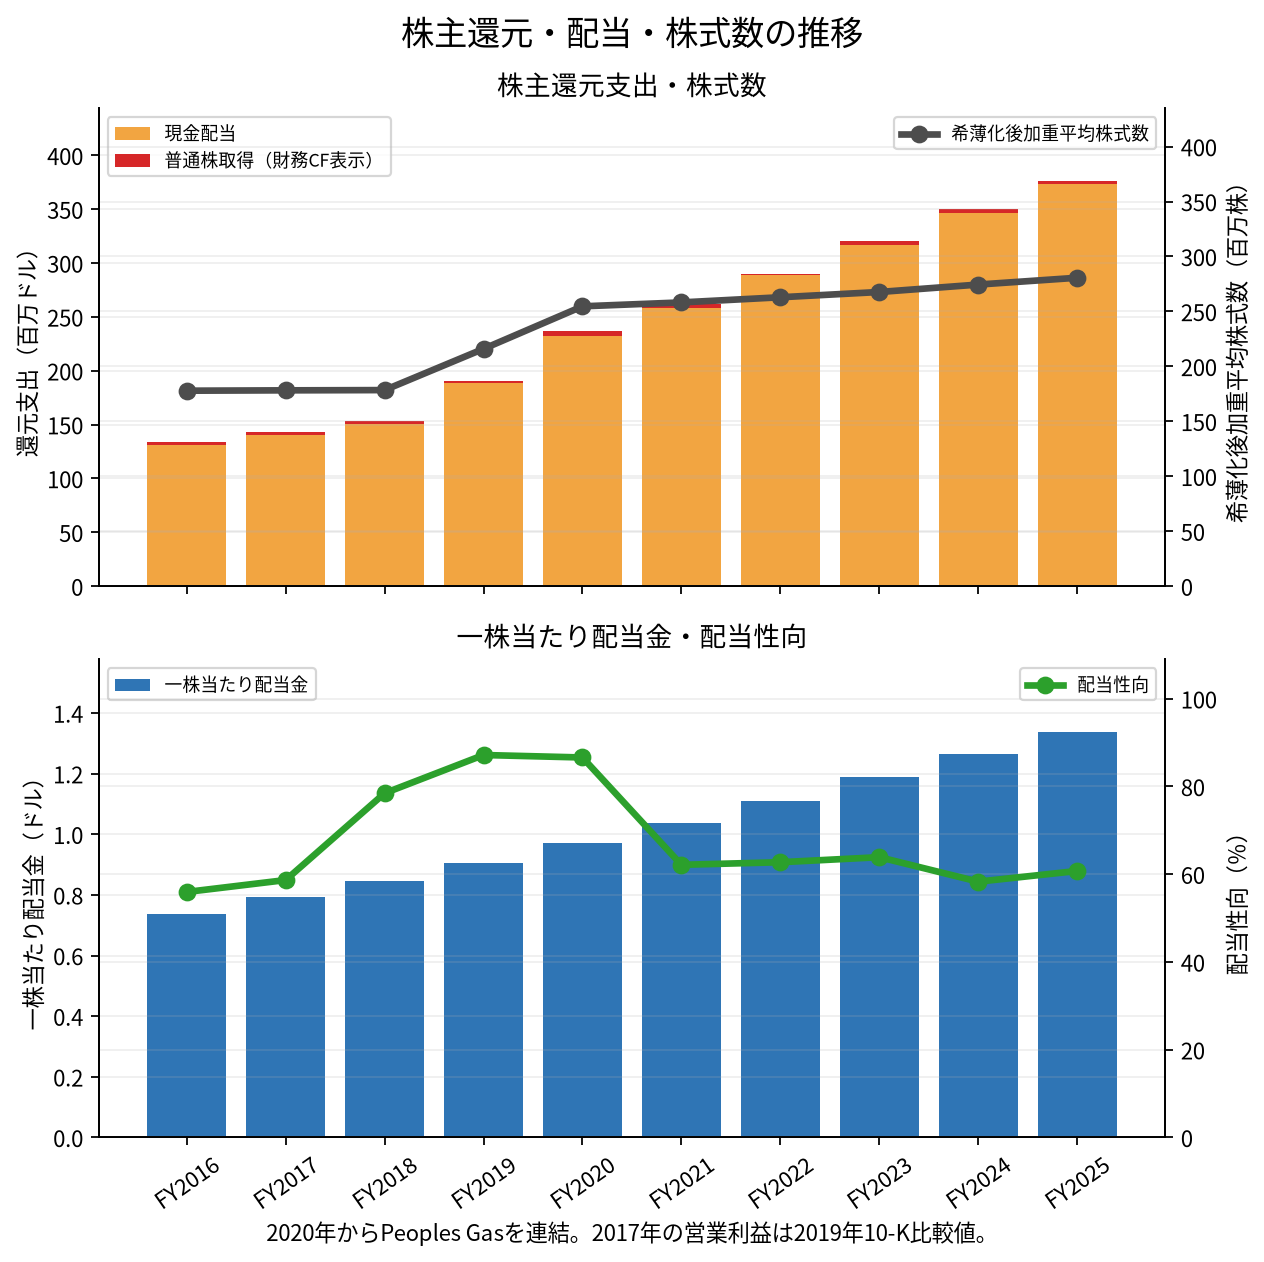 株主還元・配当・株式数の推移
株主還元支出・株式数
現金配当
普通株取得（財務CF表示）
希薄化後加重平均株式数
還元支出（百万ドル）
400
350
300
250
200
150
100
50
0
400
350
300
250
200
150
100
50
0
希薄化後加重平均株式数（百万株）
一株当たり配当金・配当性向
一株当たり配当金
配当性向
一株当たり配当金（ドル）
1.4
1.2
1.0
0.8
0.6
0.4
0.2
0.0
100
80
60
40
20
0
配当性向（%）
FY2016
FY2017
FY2018
FY2019
FY2020
FY2021
FY2022
FY2023
FY2024
FY2025
2020年からPeoples Gasを連結。2017年の営業利益は2019年10-K比較値。